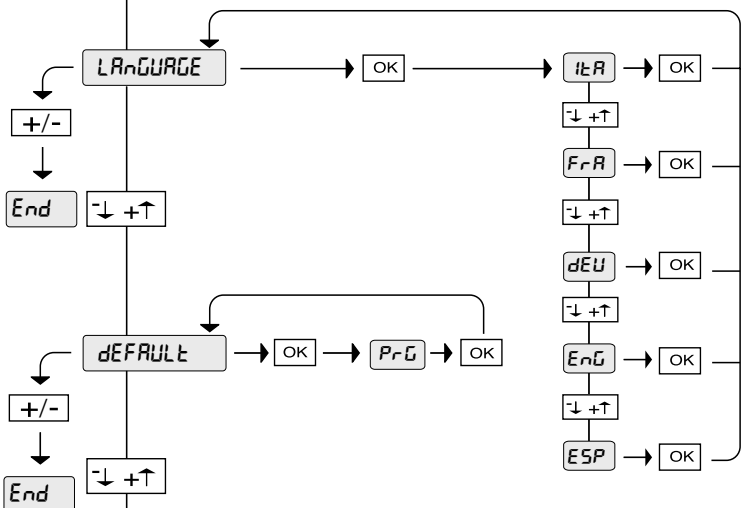 LAnGUAGE
OK
ItA
OK
+/-
-↓ +↑
FrA
OK
End
-↓ +↑
-↓ +↑
dEU
OK
-↓ +↑
dEFAULt
OK
PrG
OK
EnG
OK
+/-
-↓ +↑
-↓ +↑
ESP
OK
End